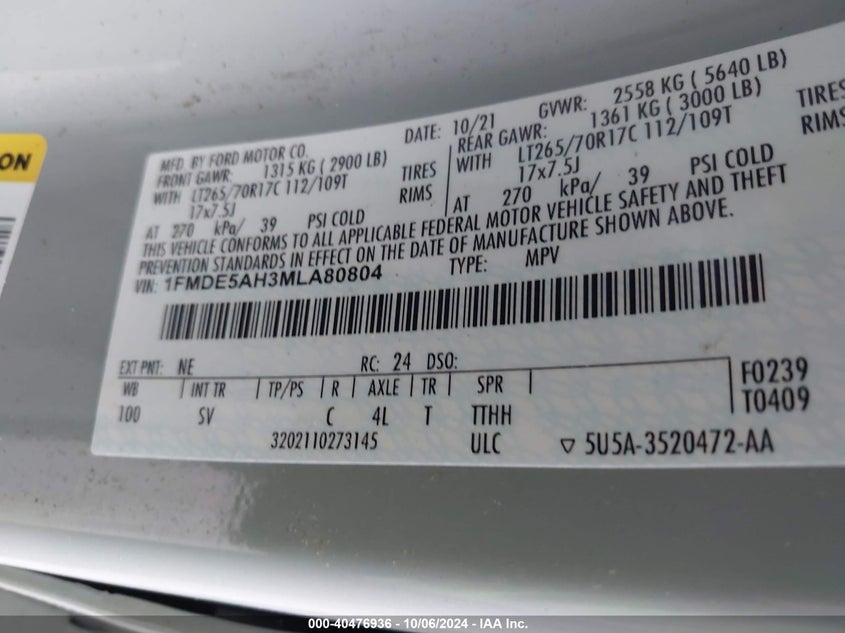 ON
MFD. BY FORD MOTOR CO.
DATE: 10/21 GVWR: 2558 KG ( 5640 LB)
FRONT GAWR: 1315 KG ( 2900 LB)
REAR GAWR: 1361 KG ( 3000 LB)
WITH LT265/70R17C 112/109T TIRES
WITH LT265/70R17C 112/109T TIRES
17x7.5J RIMS
17x7.5J RIMS
AT 270 kPa/ 39 PSI COLD
AT 270 kPa/ 39 PSI COLD
THIS VEHICLE CONFORMS TO ALL APPLICABLE FEDERAL MOTOR VEHICLE SAFETY AND THEFT
PREVENTION STANDARDS IN EFFECT ON THE DATE OF MANUFACTURE SHOWN ABOVE.
VIN: 1FMDE5AH3MLA80804 TYPE: MPV
EXT PNT: NE RC: 24 DSO:
WB INT TR TP/PS R AXLE TR SPR
100 SV C 4L T TTHH
F0239
T0409
3202110273145 ULC ▽ 5U5A-3520472-AA
000-40476936 - 10/06/2024 - IAA Inc.